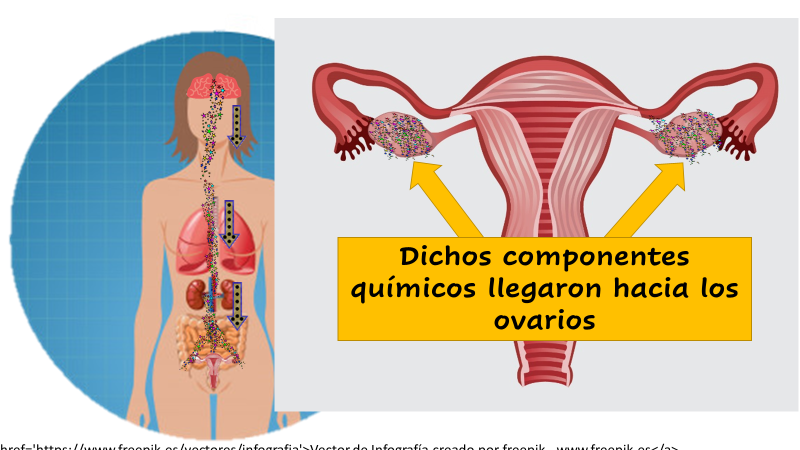 Dichos componentes
químicos llegaron hacia los
ovarios
href='https://www.freepik.es/vectores/infografia'>Vector de Infografía creado por freepik - www.freepik.es</a>